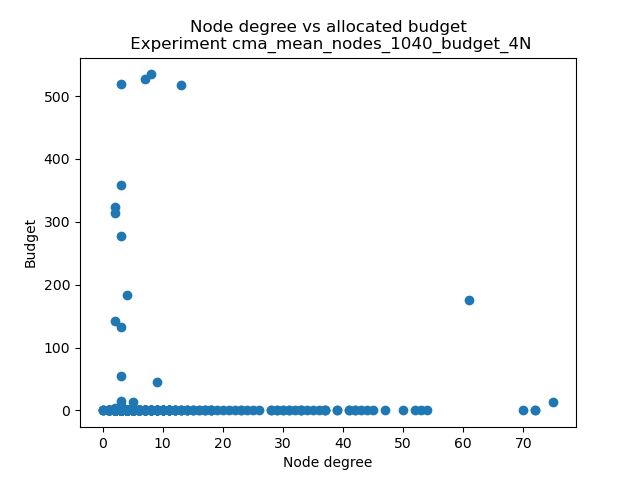 Node degree vs allocated budget
Experiment cma_mean_nodes_1040_budget_4N
500
400
300
200
100
0
Budget
0 10 20 30 40 50 60 70
Node degree